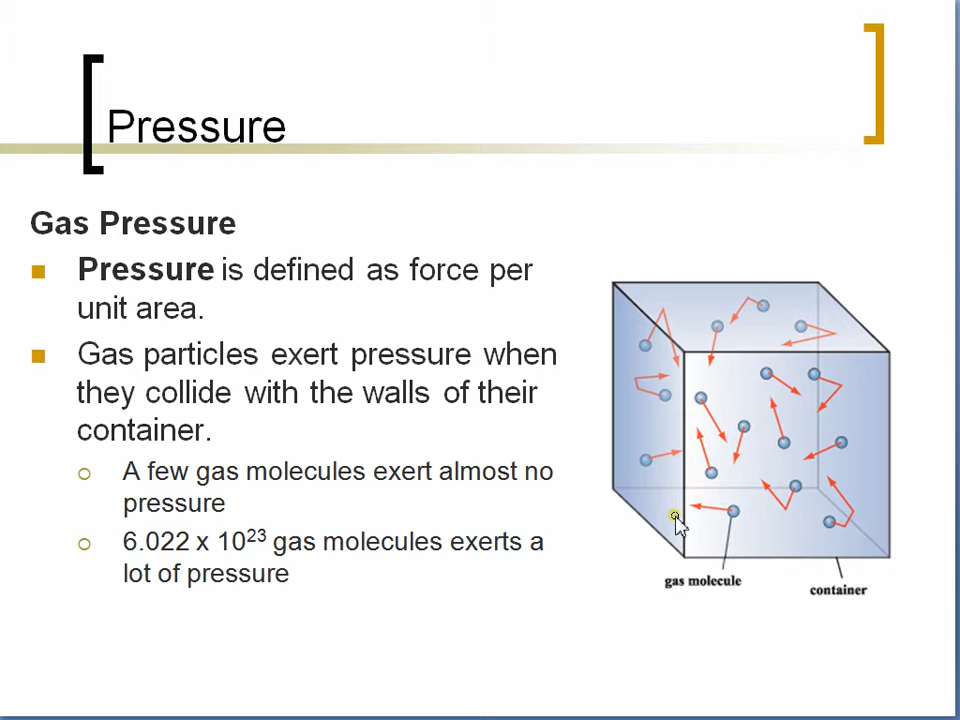 Pressure
Gas Pressure
Pressure is defined as force per
unit area.
Gas particles exert pressure when
they collide with the walls of their
container.
A few gas molecules exert almost no
pressure
6.022 x 10²³ gas molecules exerts a
lot of pressure
gas molecule
container